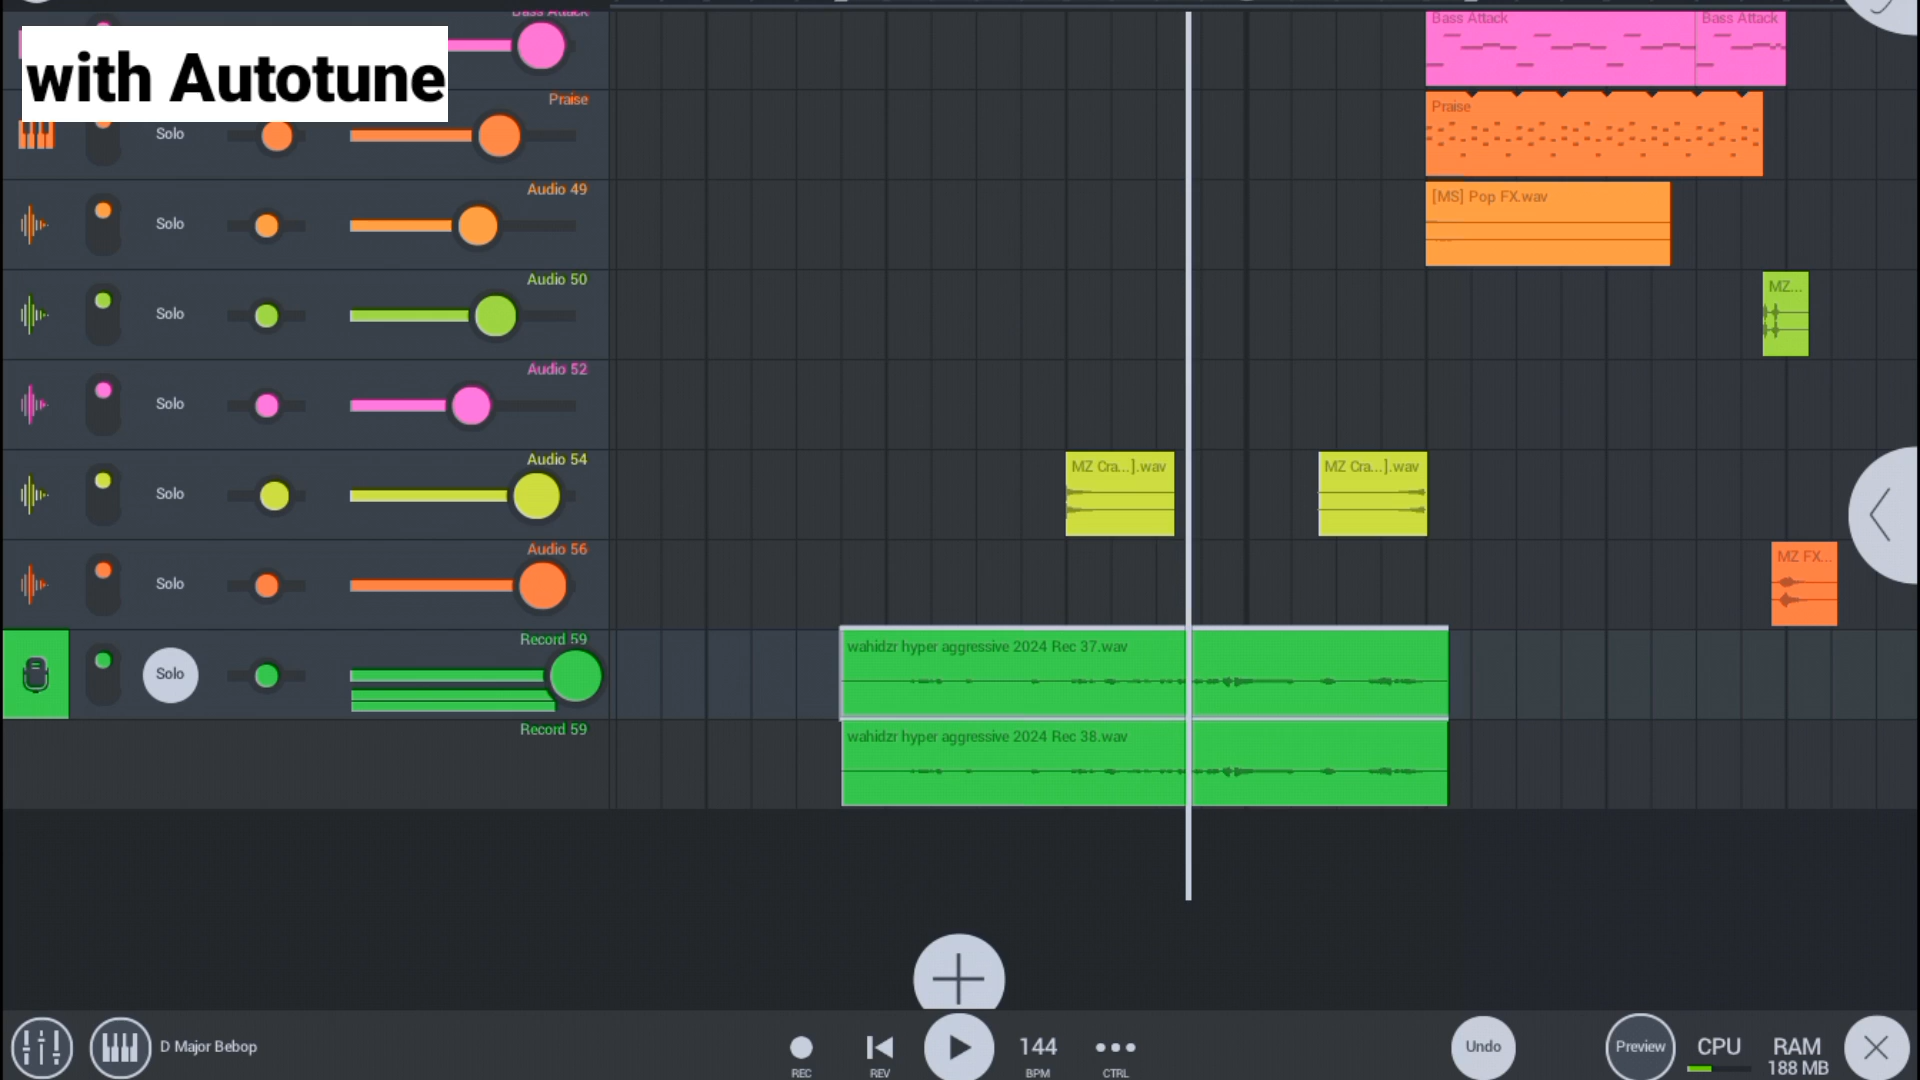 Bass Attack
with Autotune
Bass Attack
Bass Attack
Praise
Solo
Praise
Audio 49
Solo
[MS] Pop FX.wav
Audio 50
Solo
MZ...
Audio 52
Solo
Audio 54
Solo
MZ Cra...].wav
MZ Cra...].wav
Audio 56
Solo
MZ FX...
Record 59
Solo
wahidzr hyper aggressive 2024 Rec 37.wav
Record 59
wahidzr hyper aggressive 2024 Rec 38.wav
D Major Bebop
REC
REV
144
BPM
CTRL
Undo
Preview
CPU
RAM
188 MB